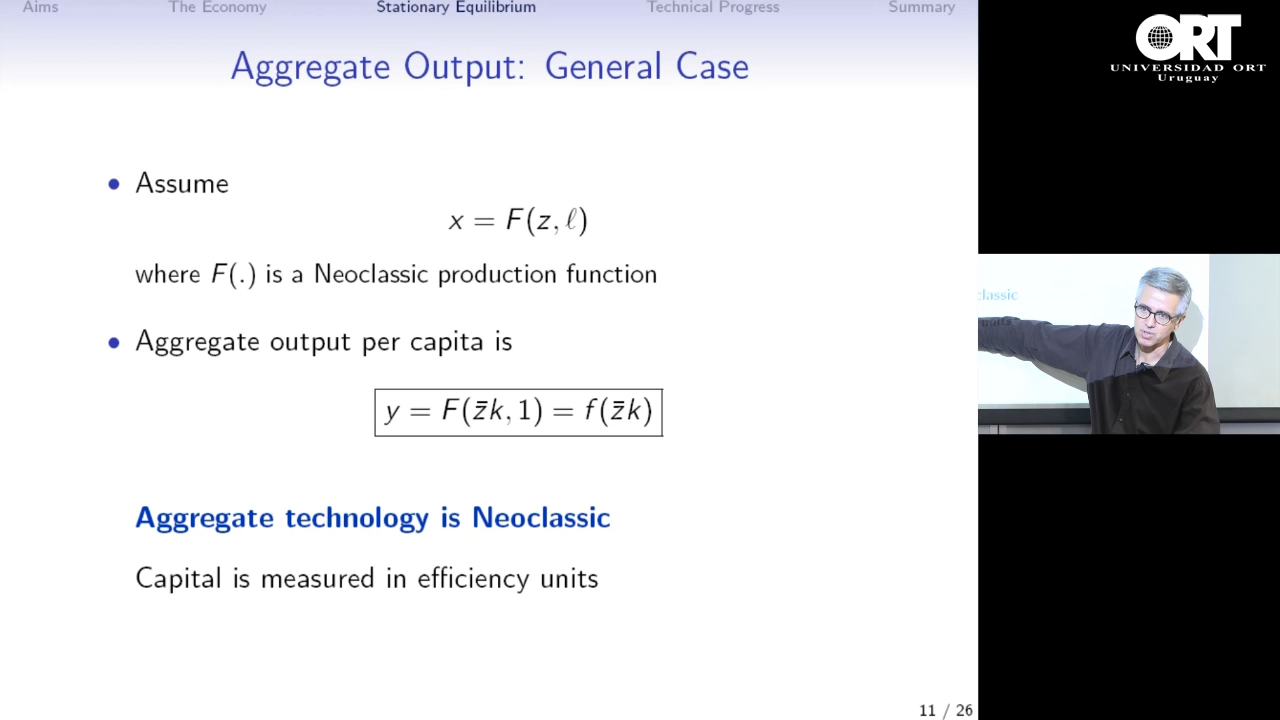 Aims The Economy Stationary Equilibrium Technical Progress Summary
Aggregate Output: General Case
• Assume
x = F(z, ℓ)
where F(.) is a Neoclassic production function
• Aggregate output per capita is
y = F(z̄k, 1) = f(z̄k)
Aggregate technology is Neoclassic
Capital is measured in efficiency units
11 / 26
ORT
UNIVERSIDAD ORT
Uruguay
classic
units